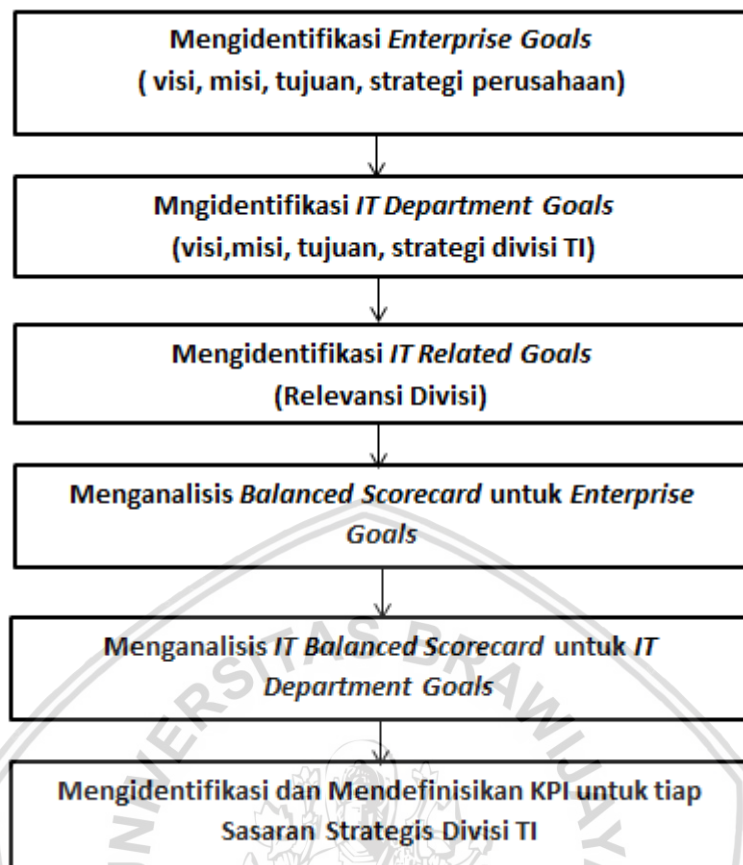 Mengidentifikasi Enterprise Goals
( visi, misi, tujuan, strategi perusahaan)
Mngidentifikasi IT Department Goals
(visi,misi, tujuan, strategi divisi TI)
Mengidentifikasi IT Related Goals
(Relevansi Divisi)
Menganalisis Balanced Scorecard untuk Enterprise
Goals
Menganalisis IT Balanced Scorecard untuk IT
Department Goals
Mengidentifikasi dan Mendefinisikan KPI untuk tiap
Sasaran Strategis Divisi TI
UNIVERSITAS BRAWIJAYA